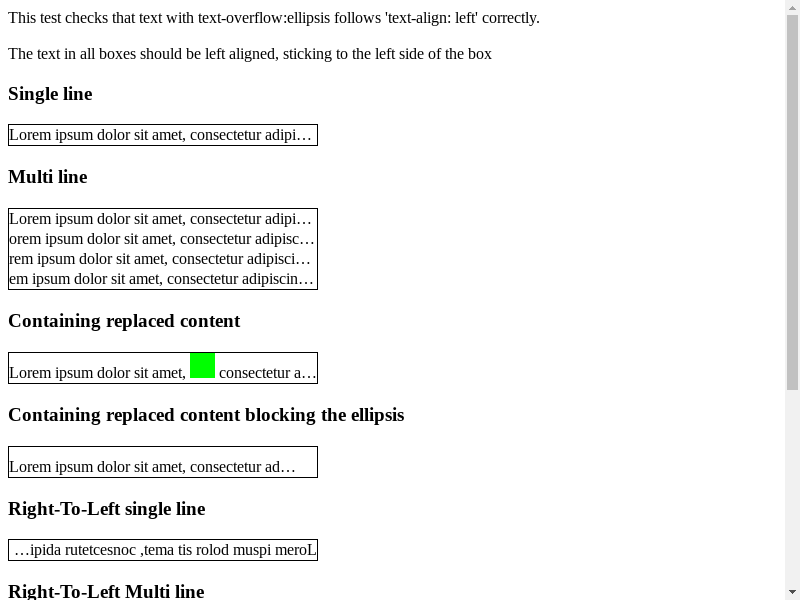 This test checks that text with text-overflow:ellipsis follows 'text-align: left' correctly.
The text in all boxes should be left aligned, sticking to the left side of the box
Single line
Lorem ipsum dolor sit amet, consectetur adipi…
Multi line
Lorem ipsum dolor sit amet, consectetur adipi…
orem ipsum dolor sit amet, consectetur adipisc…
rem ipsum dolor sit amet, consectetur adipisci…
em ipsum dolor sit amet, consectetur adipiscin…
Containing replaced content
Lorem ipsum dolor sit amet, consectetur a…
Containing replaced content blocking the ellipsis
Lorem ipsum dolor sit amet, consectetur ad…
Right-To-Left single line
…ipida rutetcesnoc ,tema tis rolod muspi meroL
Right-To-Left Multi line